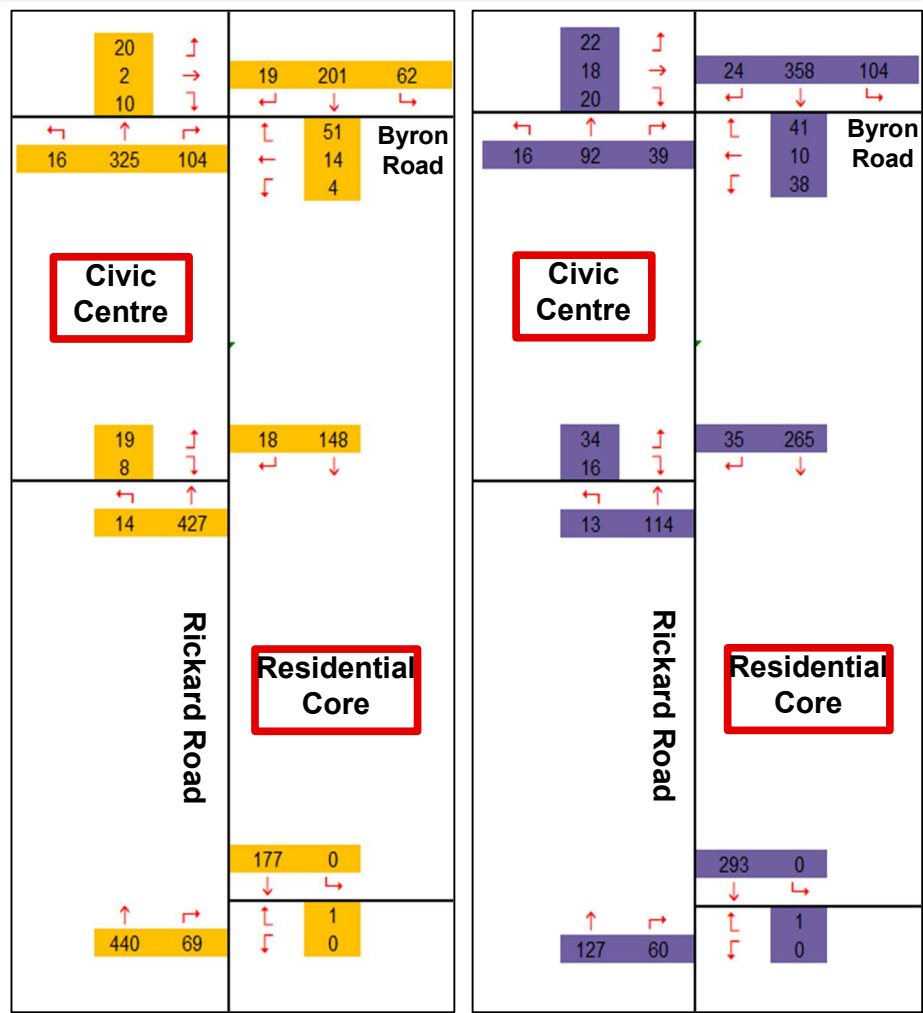 20
2
10
19 201 62
16 325 104
51
14
4
Byron
Road
Civic
Centre
19
8
18 148
14 427
Rickard Road
Residential
Core
177 0
440 69
1
0
22
18
20
24 358 104
16 92 39
41
10
38
Byron
Road
Civic
Centre
34
16
35 265
13 114
Rickard Road
Residential
Core
293 0
127 60
1
0